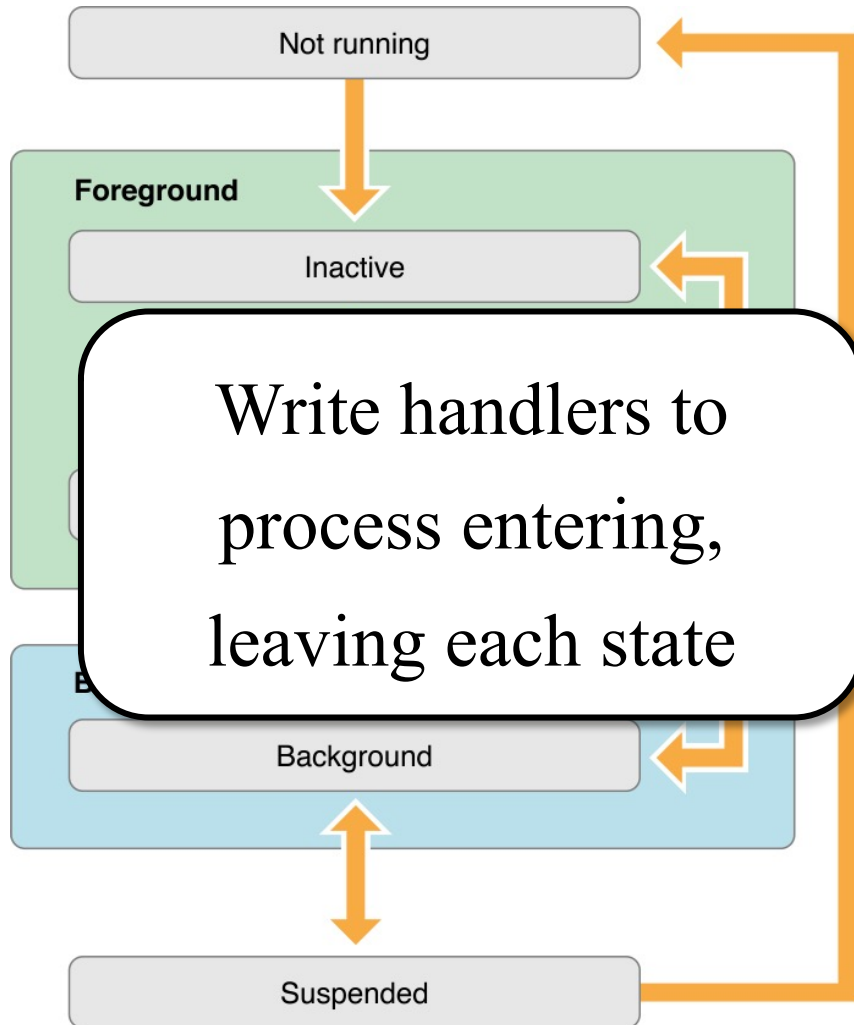 Not running
Foreground
Inactive
Write handlers to
process entering,
leaving each state
Background
Suspended